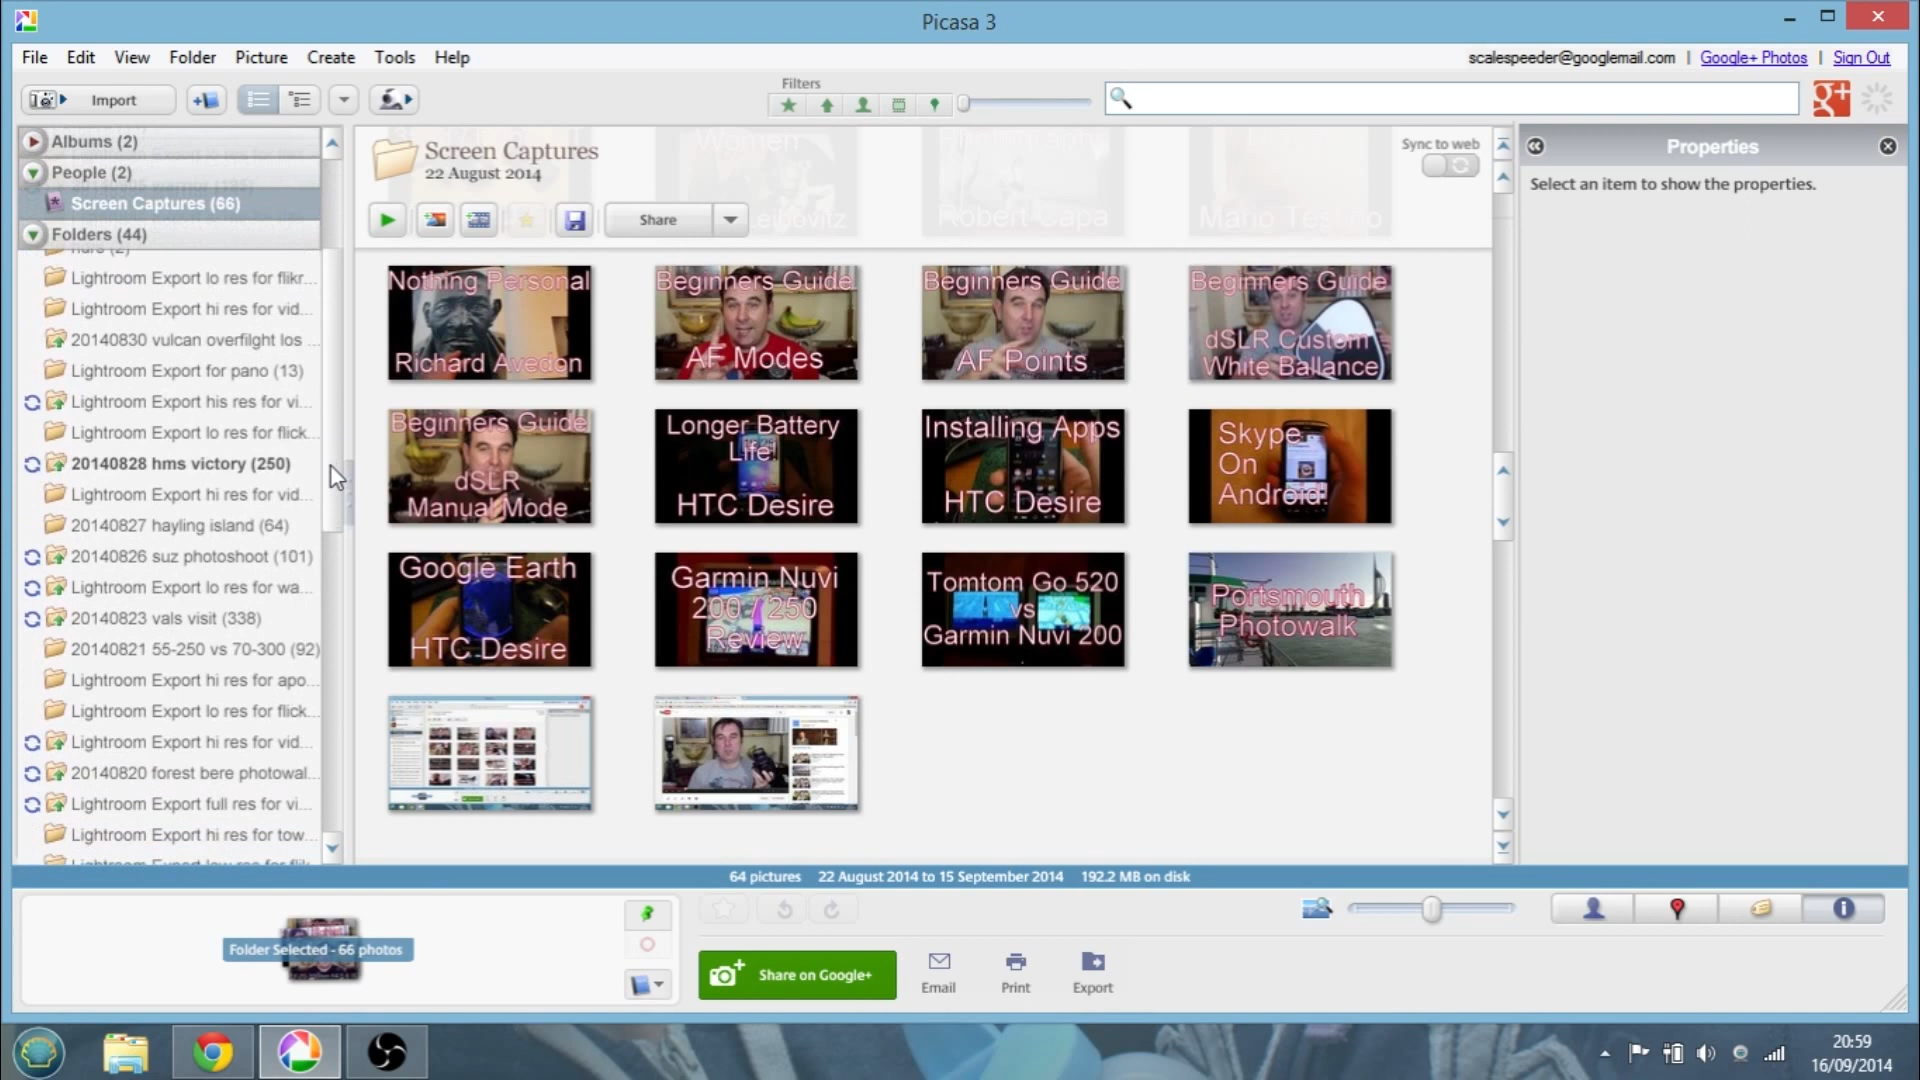 Picasa 3
File Edit View Folder Picture Create Tools Help
scalespeeder@googlemail.com | Google+ Photos | Sign Out
Import
Filters
Albums (2)
People (2)
Screen Captures (66)
Folders (44)
Lightroom Export lo res for flikr...
Lightroom Export hi res for vid...
20140830 vulcan overfilght los ...
Lightroom Export for pano (13)
Lightroom Export his res for vi...
Lightroom Export lo res for flick...
20140828 hms victory (250)
Lightroom Export hi res for vid...
20140827 hayling island (64)
20140826 suz photoshoot (101)
Lightroom Export lo res for wa...
20140823 vals visit (338)
20140821 55-250 vs 70-300 (92)
Lightroom Export hi res for apo...
Lightroom Export lo res for flick...
Lightroom Export hi res for vid...
20140820 forest bere photowal...
Lightroom Export full res for vi...
Lightroom Export hi res for tow...
Screen Captures
22 August 2014
Sync to web
Share
Women
Robert Capa
Nothing Personal
Richard Avedon
Beginners Guide
AF Modes
Beginners Guide
AF Points
Beginners Guide
dSLR Custom
White Ballance
Beginners Guide
dSLR
Manual Mode
Longer Battery
Life!
HTC Desire
Installing Apps
HTC Desire
Skype
On
Android!
Google Earth
HTC Desire
Garmin Nuvi
200 / 250
Review
Tomtom Go 520
vs
Garmin Nuvi 200
Portsmouth
Photowalk
Properties
Select an item to show the properties.
64 pictures 22 August 2014 to 15 September 2014 192.2 MB on disk
Folder Selected - 66 photos
Share on Google+
Email
Print
Export
20:59
16/09/2014